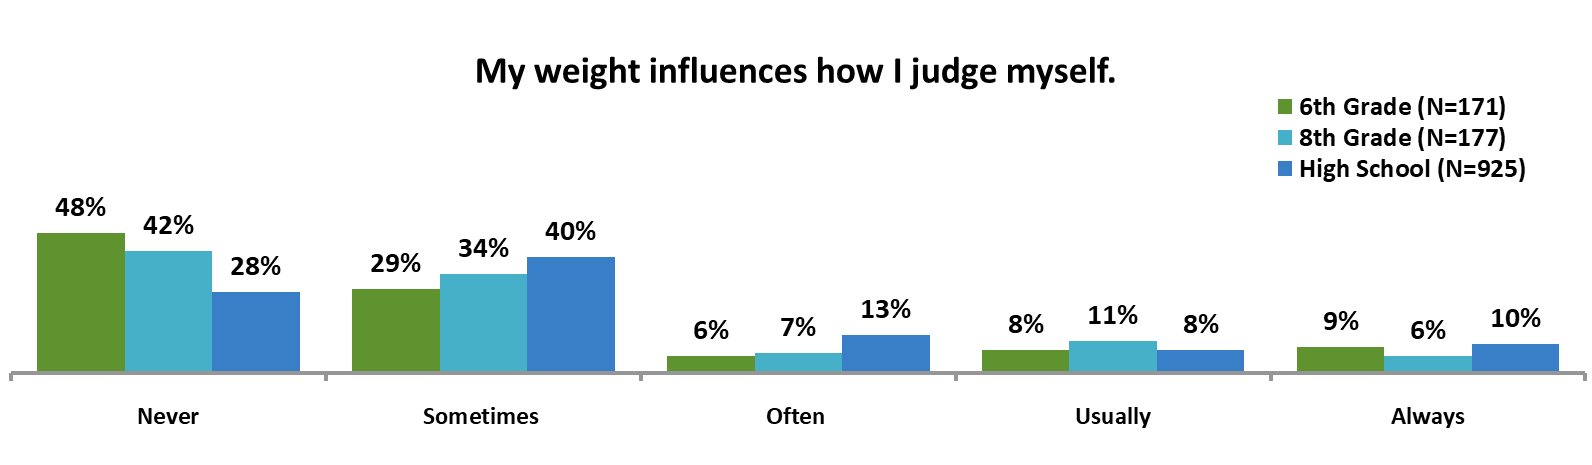 My weight influences how I judge myself.
6th Grade (N=171)
8th Grade (N=177)
High School (N=925)
48%
42%
28%
29%
34%
40%
6%
7%
13%
8%
11%
8%
9%
6%
10%
Never
Sometimes
Often
Usually
Always